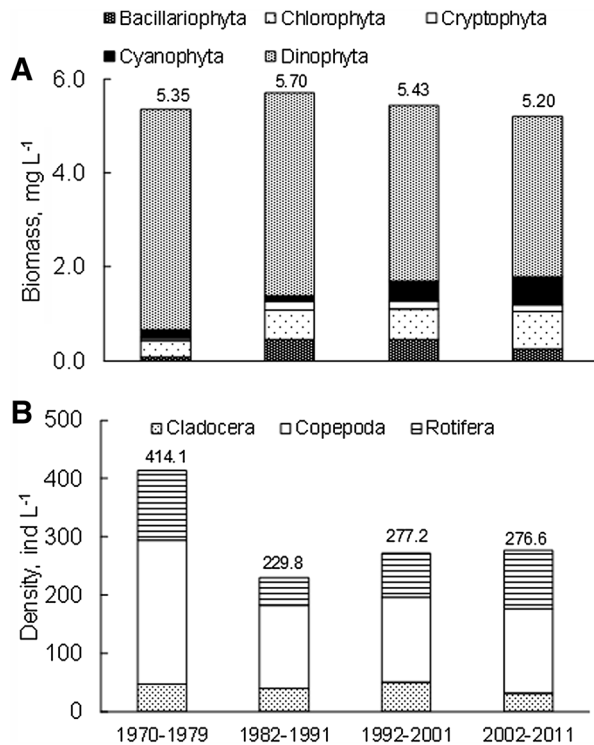 Bacillariophyta Chlorophyta Cryptophyta
Cyanophyta Dinophyta
A
6.0
5.35
5.70
5.43
5.20
4.0
2.0
0.0
Biomass, mg L-1
B
500
Cladocera Copepoda Rotifera
414.1
229.8
277.2
276.6
400
300
200
100
0
Density, ind L-1
1970-1979 1982-1991 1992-2001 2002-2011